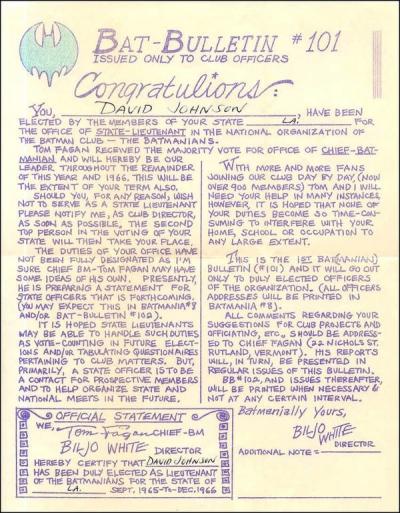 BAT-BULLETIN #101
ISSUED ONLY TO CLUB OFFICERS
Congratulions:
YOU, DAVID JOHNSON, HAVE BEEN
ELECTED BY THE MEMBERS OF YOUR STATE LA. FOR
THE OFFICE OF STATE-LIEUTENANT IN THE NATIONAL ORGANIZATION
OF THE BATMAN CLUB - THE BATMANIANS.
TOM FAGAN RECEIVED THE MAJORITY VOTE FOR OFFICE OF CHIEF-BAT-
MANIAN AND WILL HEREBY BE OUR
LEADER THROUGHOUT THE REMAINDER
OF THIS YEAR AND 1966. THIS WILL BE
THE EXTENT OF YOUR TERM ALSO.
SHOULD YOU, FOR ANY REASON, WISH
NOT TO SERVE AS A STATE LIEUTENANT
PLEASE NOTIFY ME, AS CLUB DIRECTOR,
AS SOON AS POSSIBLE, THE SECOND
TOP PERSON IN THE VOTING OF YOUR
STATE WILL THEN TAKE YOUR PLACE.
THE DUTIES OF YOUR OFFICE HAVE
NOT BEEN FULLY DESIGNATED AS I'M
SURE CHIEF BM-TOM FAGAN MAY HAVE
SOME IDEAS OF HIS OWN. PRESENTLY,
HE IS PREPARING A STATEMENT FOR
STATE OFFICERS THAT IS FORTHCOMING.
(YOU MAY EXPECT THIS IN BATMANIA #8
AND/OR BAT-BULLETIN #102).
IT IS HOPED STATE LIEUTENANTS
MAY BE ABLE TO HANDLE SUCH DUTIES
AS VOTE-COUNTING IN FUTURE ELEC-
TIONS AND/OR TABULATING QUESTIONAIRES
PERTAINING TO CLUB MATTERS. BUT,
PRIMARILY, A STATE OFFICER IS TO BE
A CONTACT FOR PROSPECTIVE MEMBERS
AND TO HELP ORGANIZE STATE AND
NATIONAL MEETS IN THE FUTURE.
WITH MORE AND MORE FANS
JOINING OUR CLUB DAY BY DAY, (NOW
OVER 900 MEMBERS) TOM AND I WILL
NEED YOUR HELP IN MANY INSTANCES,
HOWEVER, IT IS HOPED THAT NONE OF
YOUR DUTIES BECOME SO TIME-CON-
SUMING TO INTERFERE WITH YOUR
HOME, SCHOOL, OR OCCUPATION TO
ANY LARGE EXTENT.
THIS IS THE 1ST BAT(MANIAN)
BULLETIN (#101) AND IT WILL GO OUT
ONLY TO DULY ELECTED OFFICERS
OF THE ORGANIZATION. (ALL OFFICERS
ADDRESSES WILL BE PRINTED IN
BATMANIA #8).
ALL COMMENTS REGARDING YOUR
SUGGESTIONS FOR CLUB PROJECTS AND
OFFICIATING, ETC., SHOULD BE ADDRESS-
ED TO CHIEF FAGAN (22 NICHOLS ST.
RUTLAND, VERMONT). HIS REPORTS
WILL, IN TURN, BE PRESENTED IN
REGULAR ISSUES OF THIS BULLETIN.
BB #102, AND ISSUES THEREAFTER,
WILL BE PRINTED WHEN NECESSARY &
NOT AT ANY CERTAIN INTERVAL.
Batmanially Yours,
BILJO WHITE
DIRECTOR
ADDITIONAL NOTE =
OFFICIAL STATEMENT
WE,
Tom Fagan CHIEF-BM
BILJO WHITE DIRECTOR
HEREBY CERTIFY THAT DAVID JOHNSON
HAS BEEN DULY ELECTED AS LIEUTENANT
OF THE BATMANIANS FOR THE STATE OF
LA. SEPT. 1965-TO-DEC. 1966